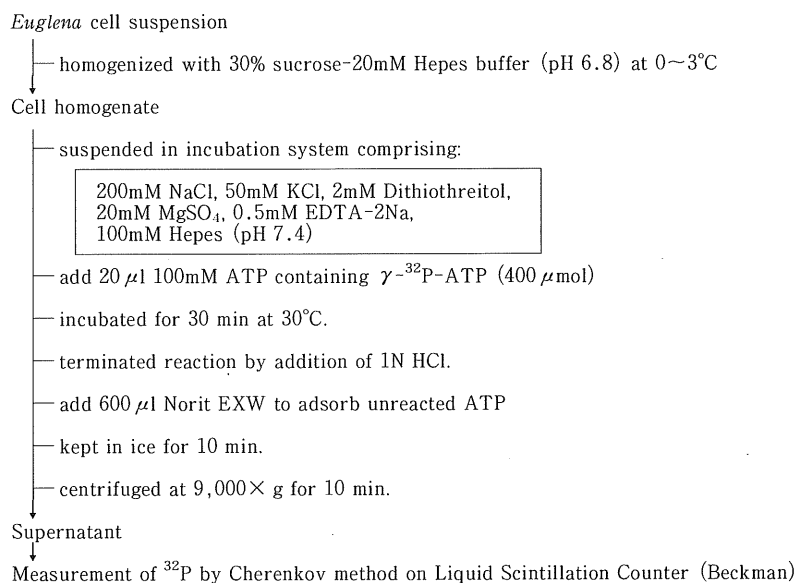 Euglena cell suspension
homogenized with 30% sucrose-20mM Hepes buffer (pH 6.8) at 0~3℃
Cell homogenate
suspended in incubation system comprising:
200mM NaCl, 50mM KCl, 2mM Dithiothreitol,
20mM MgSO₄, 0.5mM EDTA-2Na,
100mM Hepes (pH 7.4)
add 20 μl 100mM ATP containing γ-³²P-ATP (400 μmol)
incubated for 30 min at 30℃.
terminated reaction by addition of 1N HCl.
add 600 μl Norit EXW to adsorb unreacted ATP
kept in ice for 10 min.
centrifuged at 9,000× g for 10 min.
Supernatant
Measurement of ³²P by Cherenkov method on Liquid Scintillation Counter (Beckman)